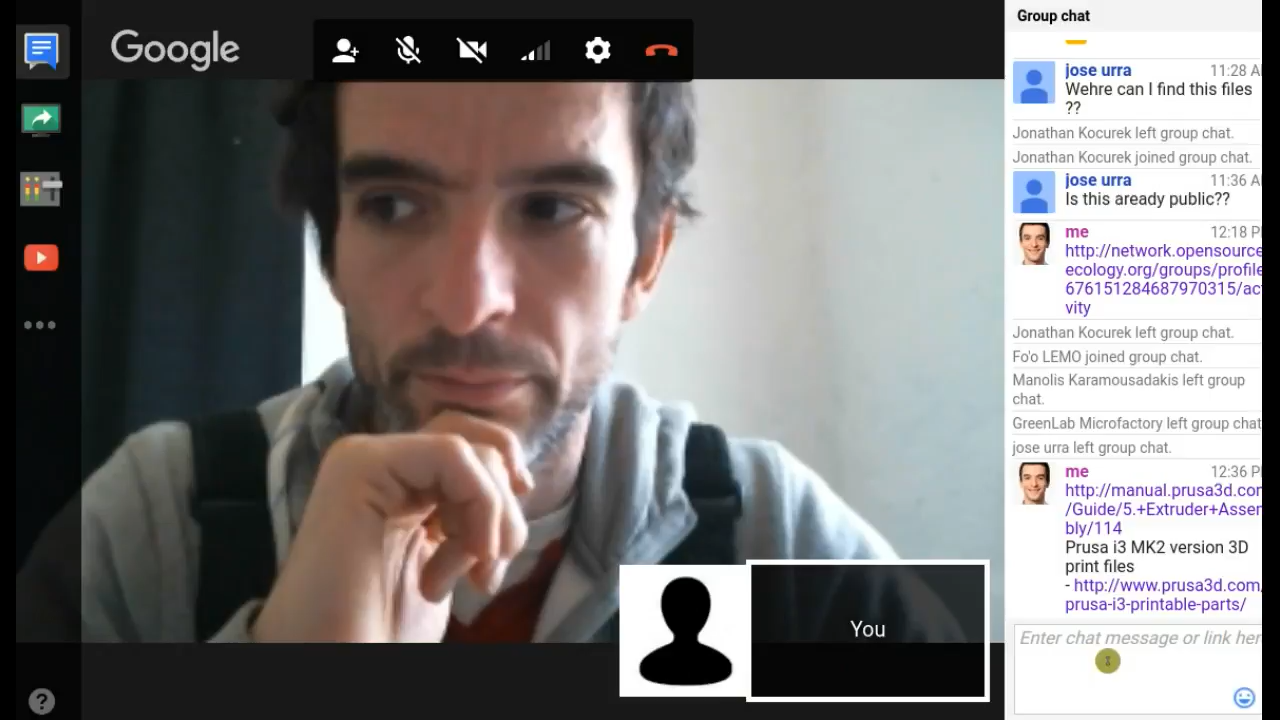 Google
You
Group chat
jose urra 11:28 A
Wehre can I find this files
??
Jonathan Kocurek left group chat.
Jonathan Kocurek joined group chat.
jose urra 11:36 A
Is this aready public??
me 12:18 P
http://network.opensource
ecology.org/groups/profile
676151284687970315/ac
vity
Jonathan Kocurek left group chat.
Fo'o LEMO joined group chat.
Manolis Karamousadakis left group
chat.
GreenLab Microfactory left group chat
jose urra left group chat.
me 12:36 P
http://manual.prusa3d.co
/Guide/5.+Extruder+Asse
bly/114
Prusa i3 MK2 version 3D
print files
- http://www.prusa3d.com
prusa-i3-printable-parts/
Enter chat message or link her
?